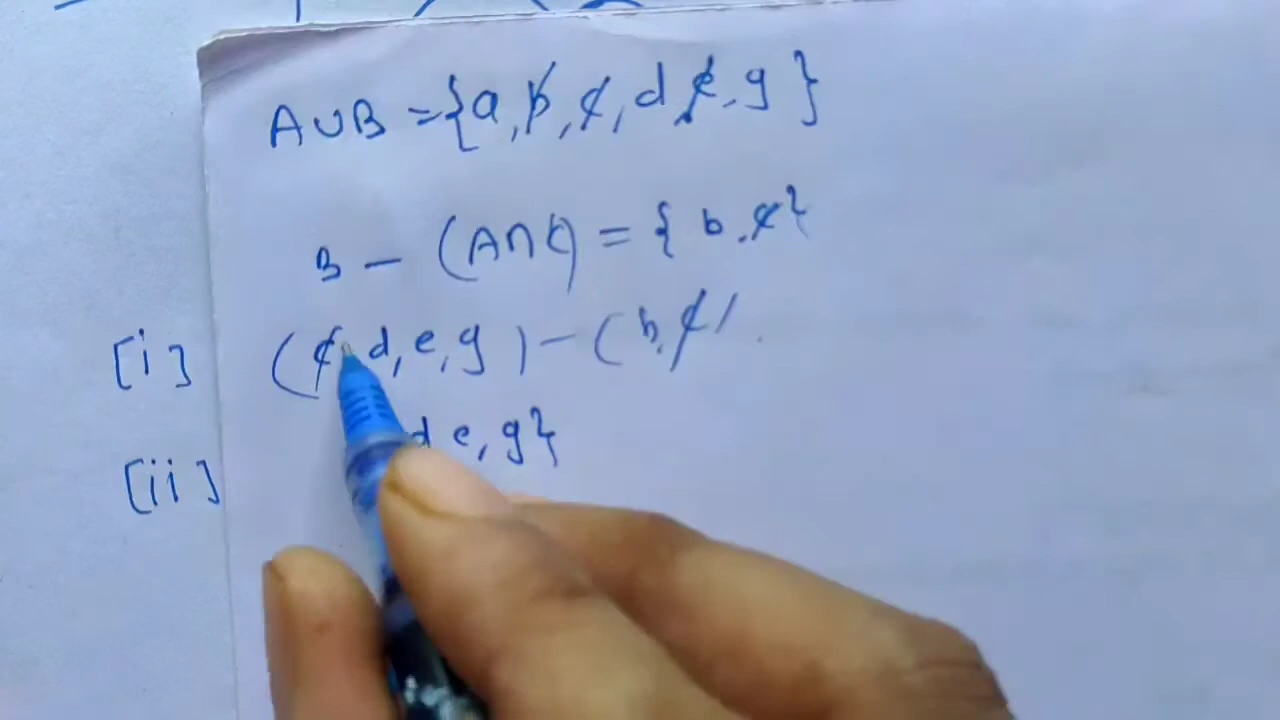 A∪B = {a, b, c, d, e, g}
B − (A∩C) = { b, c}
[i] (c, d, e, g) − (b, c)
[ii] d e, g}